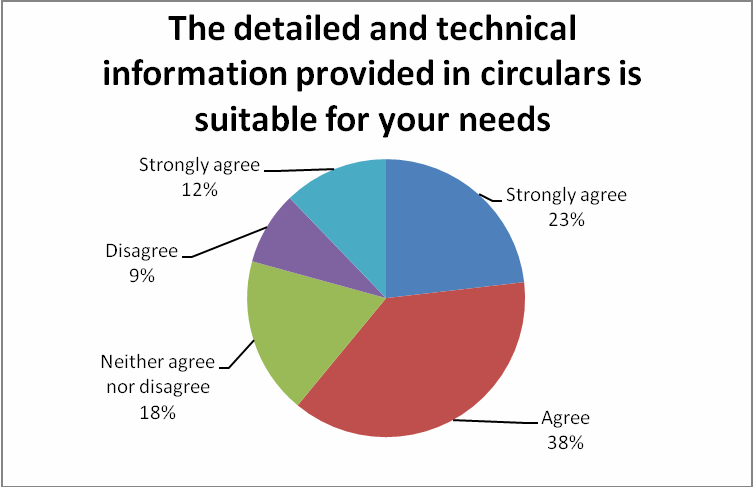 The detailed and technical
information provided in circulars is
suitable for your needs
Strongly agree
12%
Strongly agree
23%
Disagree
9%
Neither agree
nor disagree
18%
Agree
38%